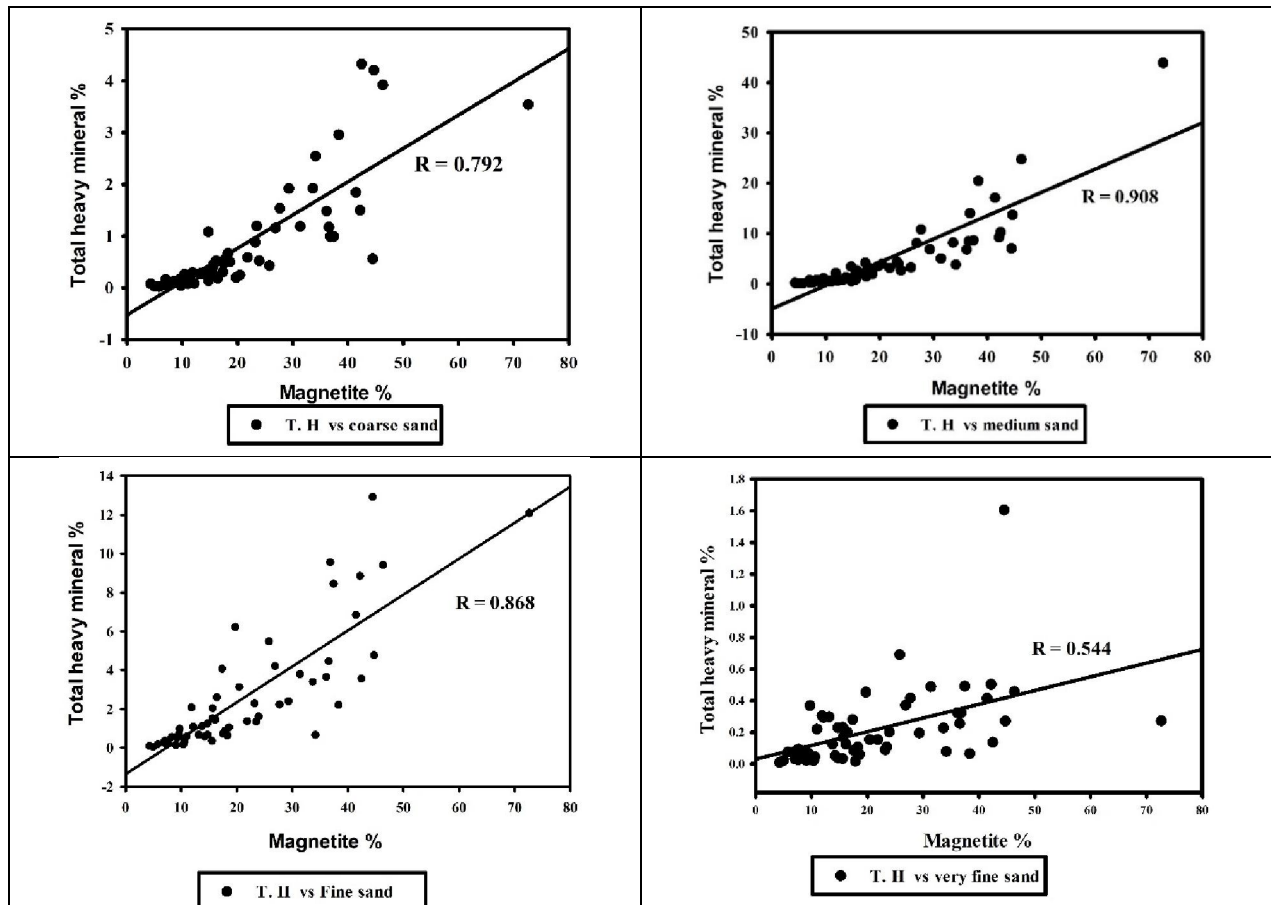 5
4
3
2
1
0
-1
Total heavy mineral %
R = 0.792
0 10 20 30 40 50 60 70 80
Magnetite %
T. H vs coarse sand
50
40
30
20
10
0
-10
Total heavy mineral %
R = 0.908
0 10 20 30 40 50 60 70 80
Magnetite %
T. H vs medium sand
14
12
10
8
6
4
2
0
-2
Total heavy mineral %
R = 0.868
0 10 20 30 40 50 60 70 80
Magnetite %
T. H vs Fine sand
1.8
1.6
1.4
1.2
1.0
0.8
0.6
0.4
0.2
0.0
Total heavy mineral %
R = 0.544
0 10 20 30 40 50 60 70 80
Magnetite %
T. H vs very fine sand